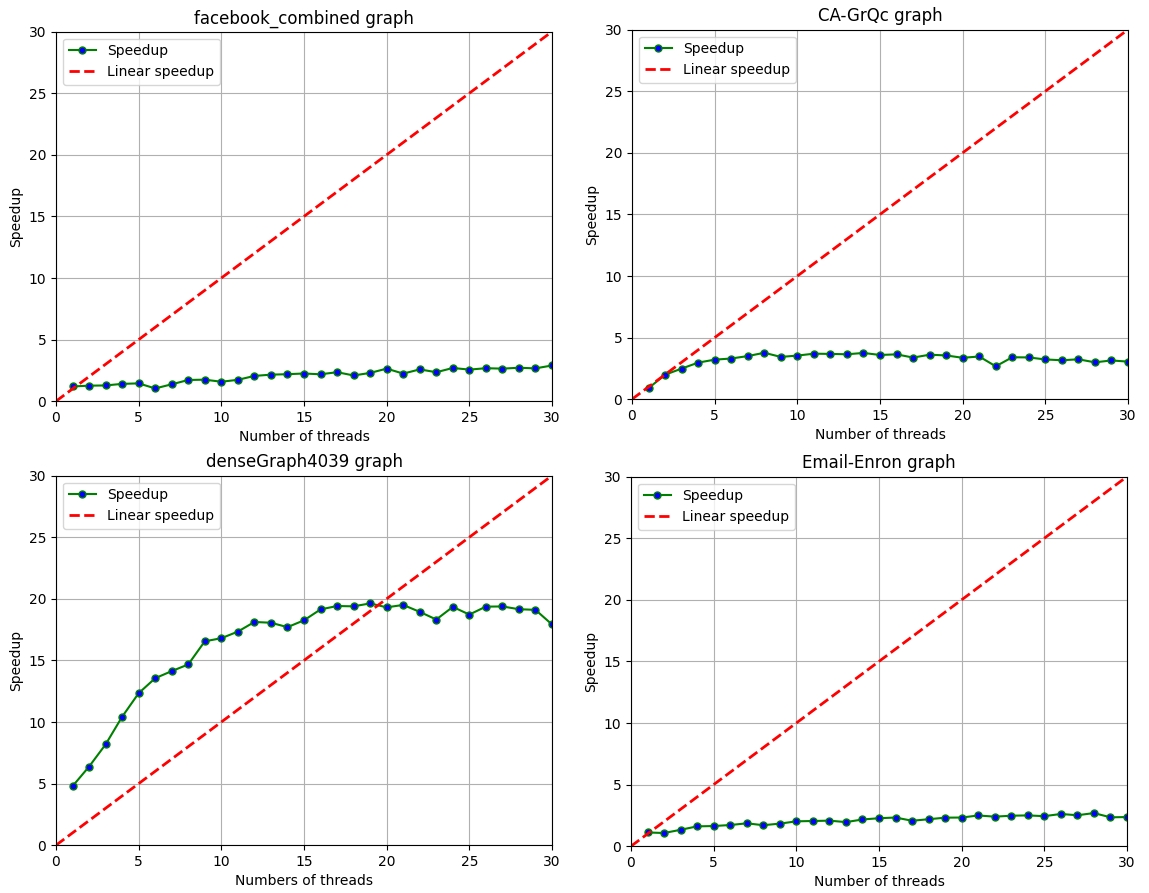 facebook_combined graph
30
25
20
15
10
5
0
Speedup
Speedup
Linear speedup
0 5 10 15 20 25 30
Number of threads
CA-GrQc graph
30
25
20
15
10
5
0
Speedup
Speedup
Linear speedup
0 5 10 15 20 25 30
Number of threads
denseGraph4039 graph
30
25
20
15
10
5
0
Speedup
Speedup
Linear speedup
0 5 10 15 20 25 30
Numbers of threads
Email-Enron graph
30
25
20
15
10
5
0
Speedup
Speedup
Linear speedup
0 5 10 15 20 25 30
Number of threads